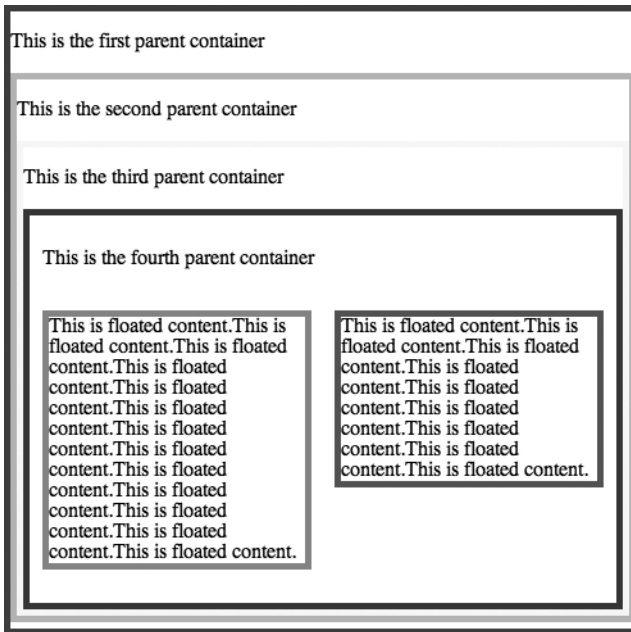 This is the first parent container
This is the second parent container
This is the third parent container
This is the fourth parent container
This is floated content.This is
floated content.This is floated
content.This is floated
content.This is floated
content.This is floated
content.This is floated
content.This is floated
content.This is floated
content.This is floated
content.This is floated
content.This is floated
content.This is floated content.
This is floated content.This is
floated content.This is floated
content.This is floated
content.This is floated
content.This is floated
content.This is floated
content.This is floated
content.This is floated content.